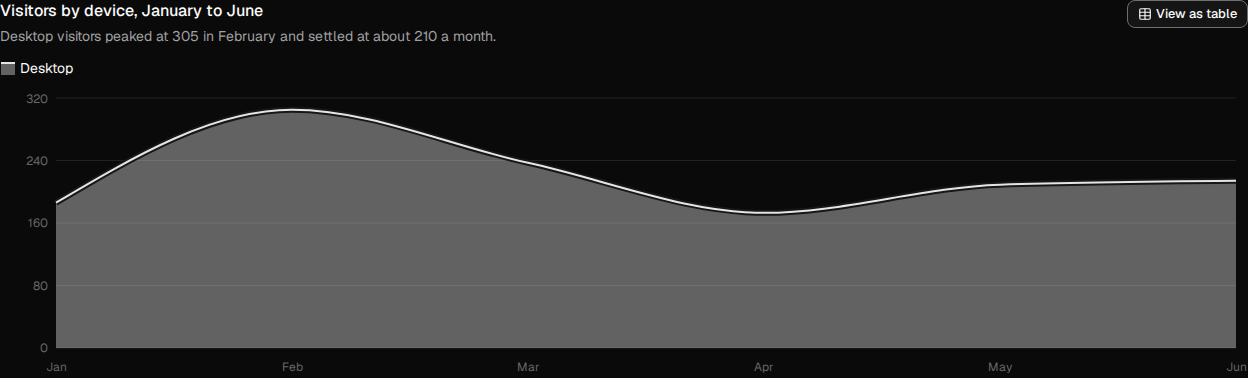 Visitors by device, January to June
View as table
Desktop visitors peaked at 305 in February and settled at about 210 a month.
Desktop
320
240
160
80
0
Jan Feb Mar Apr May Jun